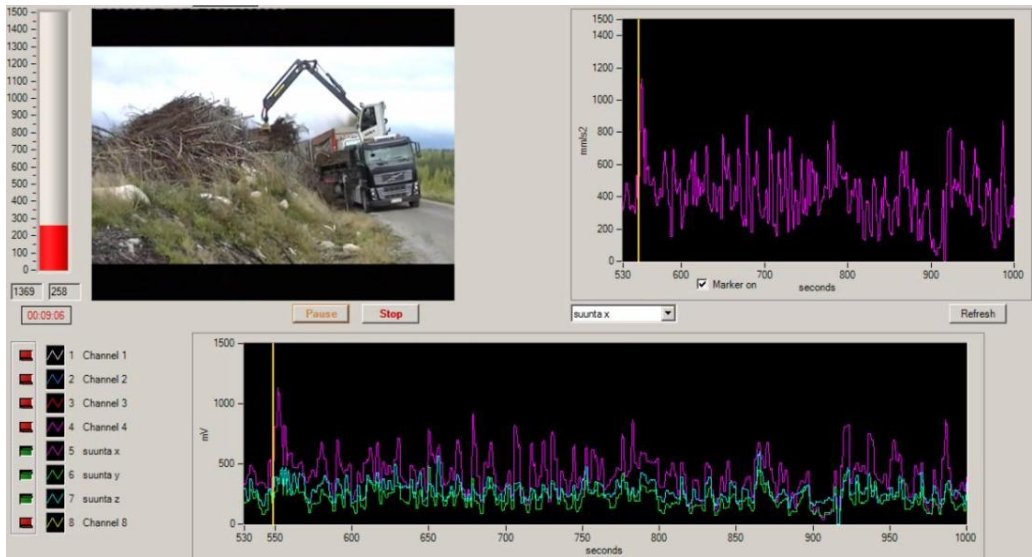 1500
1400
1300
1200
1100
1000
900
800
700
600
500
400
300
200
100
0
1369 258
00:09:06
Pause Stop
1500
1400
1200
1000
800
600
400
200
0
mm/s2
530 600 700 800 900 1000
Marker on
seconds
suunta x
Refresh
1 Channel 1
2 Channel 2
3 Channel 3
4 Channel 4
5 suunta x
6 suunta y
7 suunta z
8 Channel 8
1500
1000
500
0
mV
530 550 600 650 700 750 800 850 900 950 1000
seconds